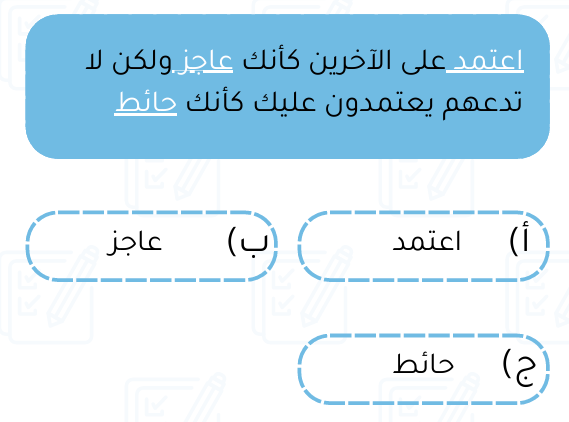 اعتمد على الآخرين كأنك عاجز ولكن لا
تدعهم يعتمدون عليك كأنك حائط
أ) اعتمد
ب) عاجز
ج) حائط